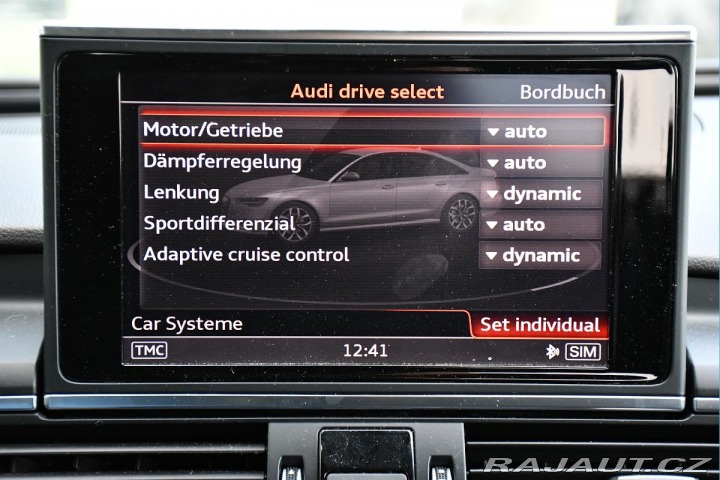 Audi drive select Bordbuch
Motor/Getriebe auto
Dämpferregelung auto
Lenkung dynamic
Sportdifferenzial auto
Adaptive cruise control dynamic
Car Systeme Set individual
TMC 12:41 SIM
RAJAUT.CZ